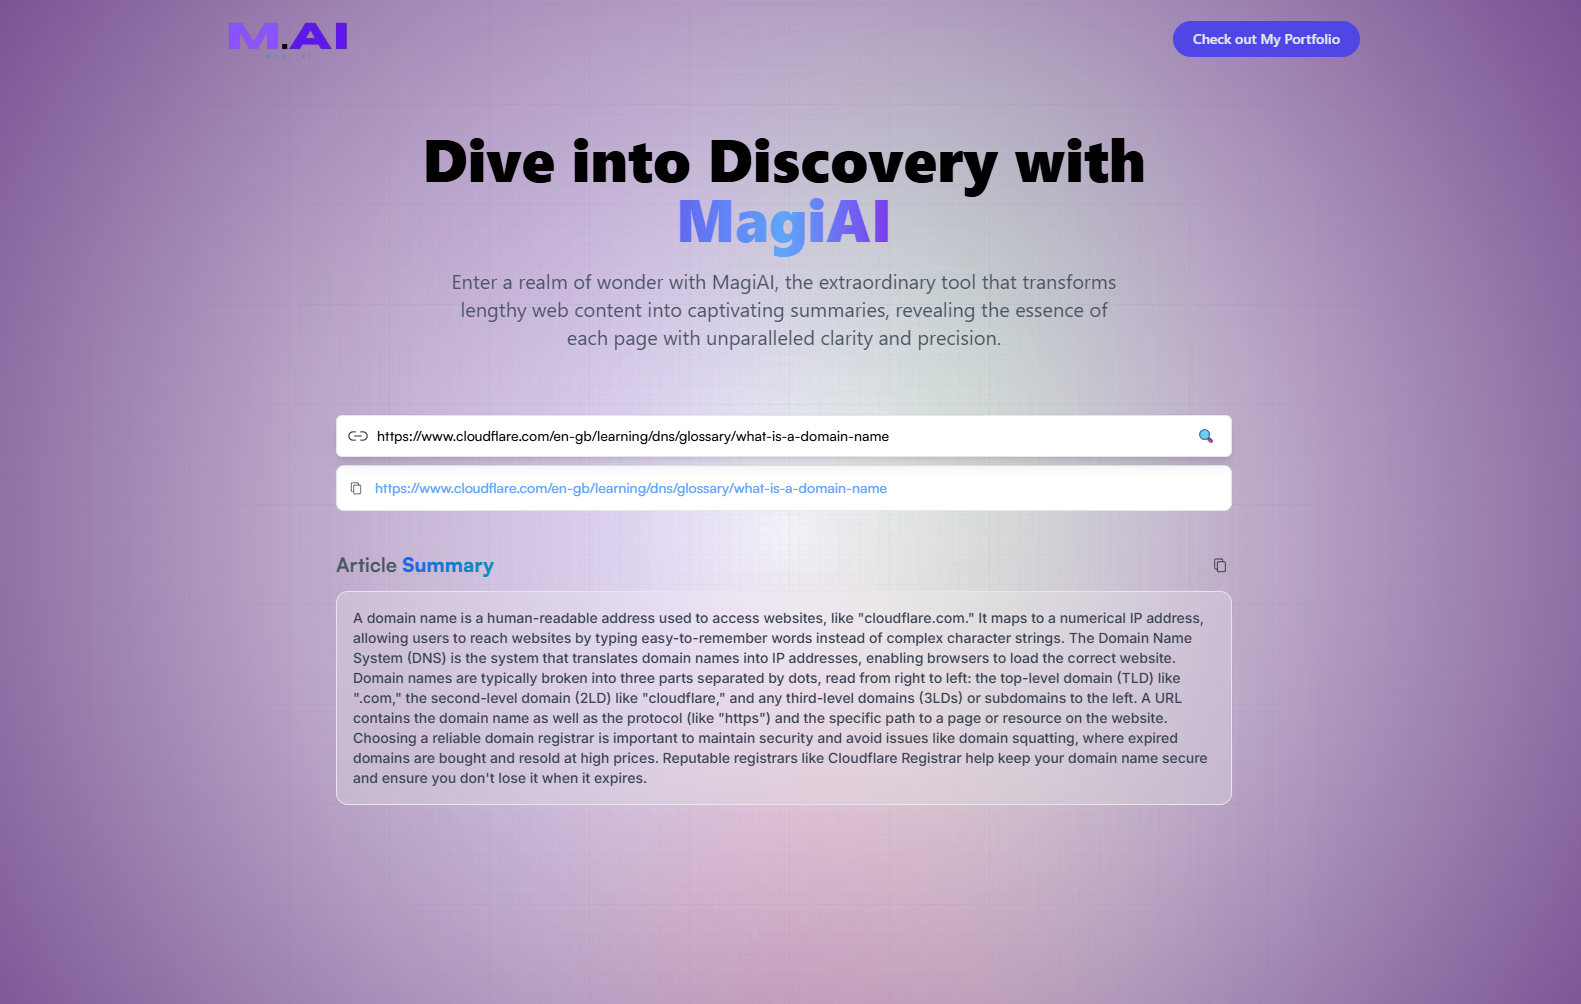 M.AI
Check out My Portfolio
Dive into Discovery with
MagiAI
Enter a realm of wonder with MagiAI, the extraordinary tool that transforms
lengthy web content into captivating summaries, revealing the essence of
each page with unparalleled clarity and precision.
https://www.cloudflare.com/en-gb/learning/dns/glossary/what-is-a-domain-name
https://www.cloudflare.com/en-gb/learning/dns/glossary/what-is-a-domain-name
Article Summary
A domain name is a human-readable address used to access websites, like "cloudflare.com." It maps to a numerical IP address,
allowing users to reach websites by typing easy-to-remember words instead of complex character strings. The Domain Name
System (DNS) is the system that translates domain names into IP addresses, enabling browsers to load the correct website.
Domain names are typically broken into three parts separated by dots, read from right to left: the top-level domain (TLD) like
".com," the second-level domain (2LD) like "cloudflare," and any third-level domains (3LDs) or subdomains to the left. A URL
contains the domain name as well as the protocol (like "https") and the specific path to a page or resource on the website.
Choosing a reliable domain registrar is important to maintain security and avoid issues like domain squatting, where expired
domains are bought and resold at high prices. Reputable registrars like Cloudflare Registrar help keep your domain name secure
and ensure you don't lose it when it expires.